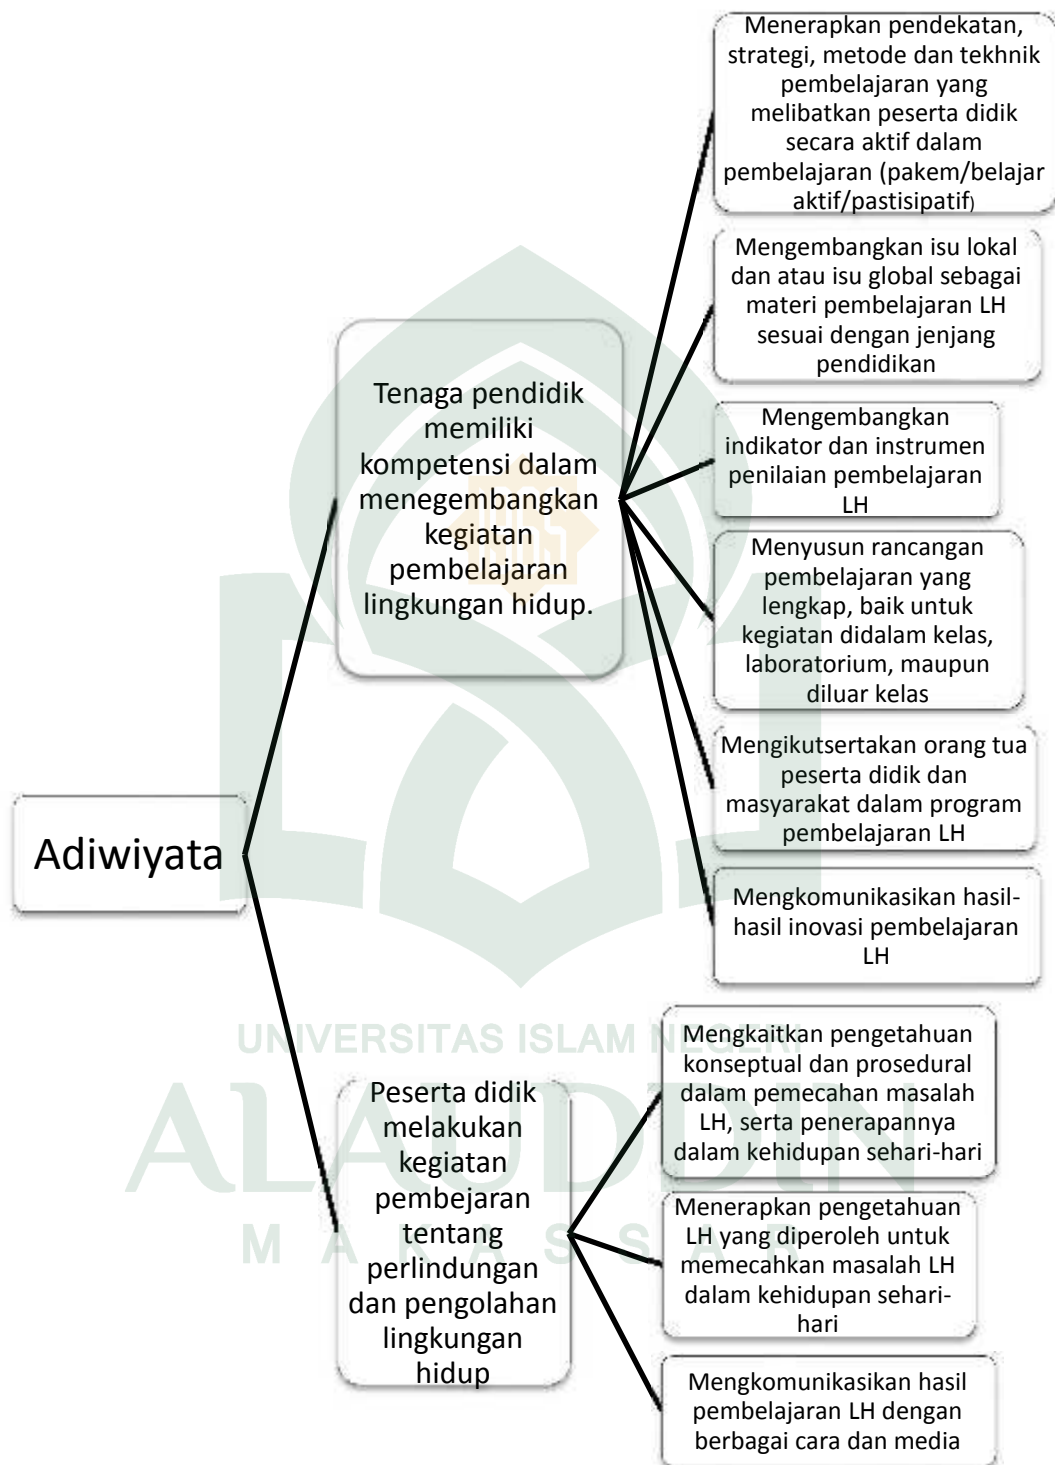 Menerapkan pendekatan,
strategi, metode dan tekhnik
pembelajaran yang
melibatkan peserta didik
secara aktif dalam
pembelajaran (pakem/belajar
aktif/pastisipatif)
Mengembangkan isu lokal
dan atau isu global sebagai
materi pembelajaran LH
sesuai dengan jenjang
pendidikan
Tenaga pendidik
memiliki
kompetensi dalam
menegembangkan
kegiatan
pembelajaran
lingkungan hidup.
Mengembangkan
indikator dan instrumen
penilaian pembelajaran
LH
Menyusun rancangan
pembelajaran yang
lengkap, baik untuk
kegiatan didalam kelas,
laboratorium, maupun
diluar kelas
Mengikutsertakan orang tua
peserta didik dan
masyarakat dalam program
pembelajaran LH
Adiwiyata
Mengkomunikasikan hasil-
hasil inovasi pembelajaran
LH
UNIVERSITAS ISLAM NEGERI
ALAUDDIN
MAKASSAR
Peserta didik
melakukan
kegiatan
pembejaran
tentang
perlindungan
dan pengolahan
lingkungan
hidup
Mengkaitkan pengetahuan
konseptual dan prosedural
dalam pemecahan masalah
LH, serta penerapannya
dalam kehidupan sehari-hari
Menerapkan pengetahuan
LH yang diperoleh untuk
memecahkan masalah LH
dalam kehidupan sehari-
hari
Mengkomunikasikan hasil
pembelajaran LH dengan
berbagai cara dan media